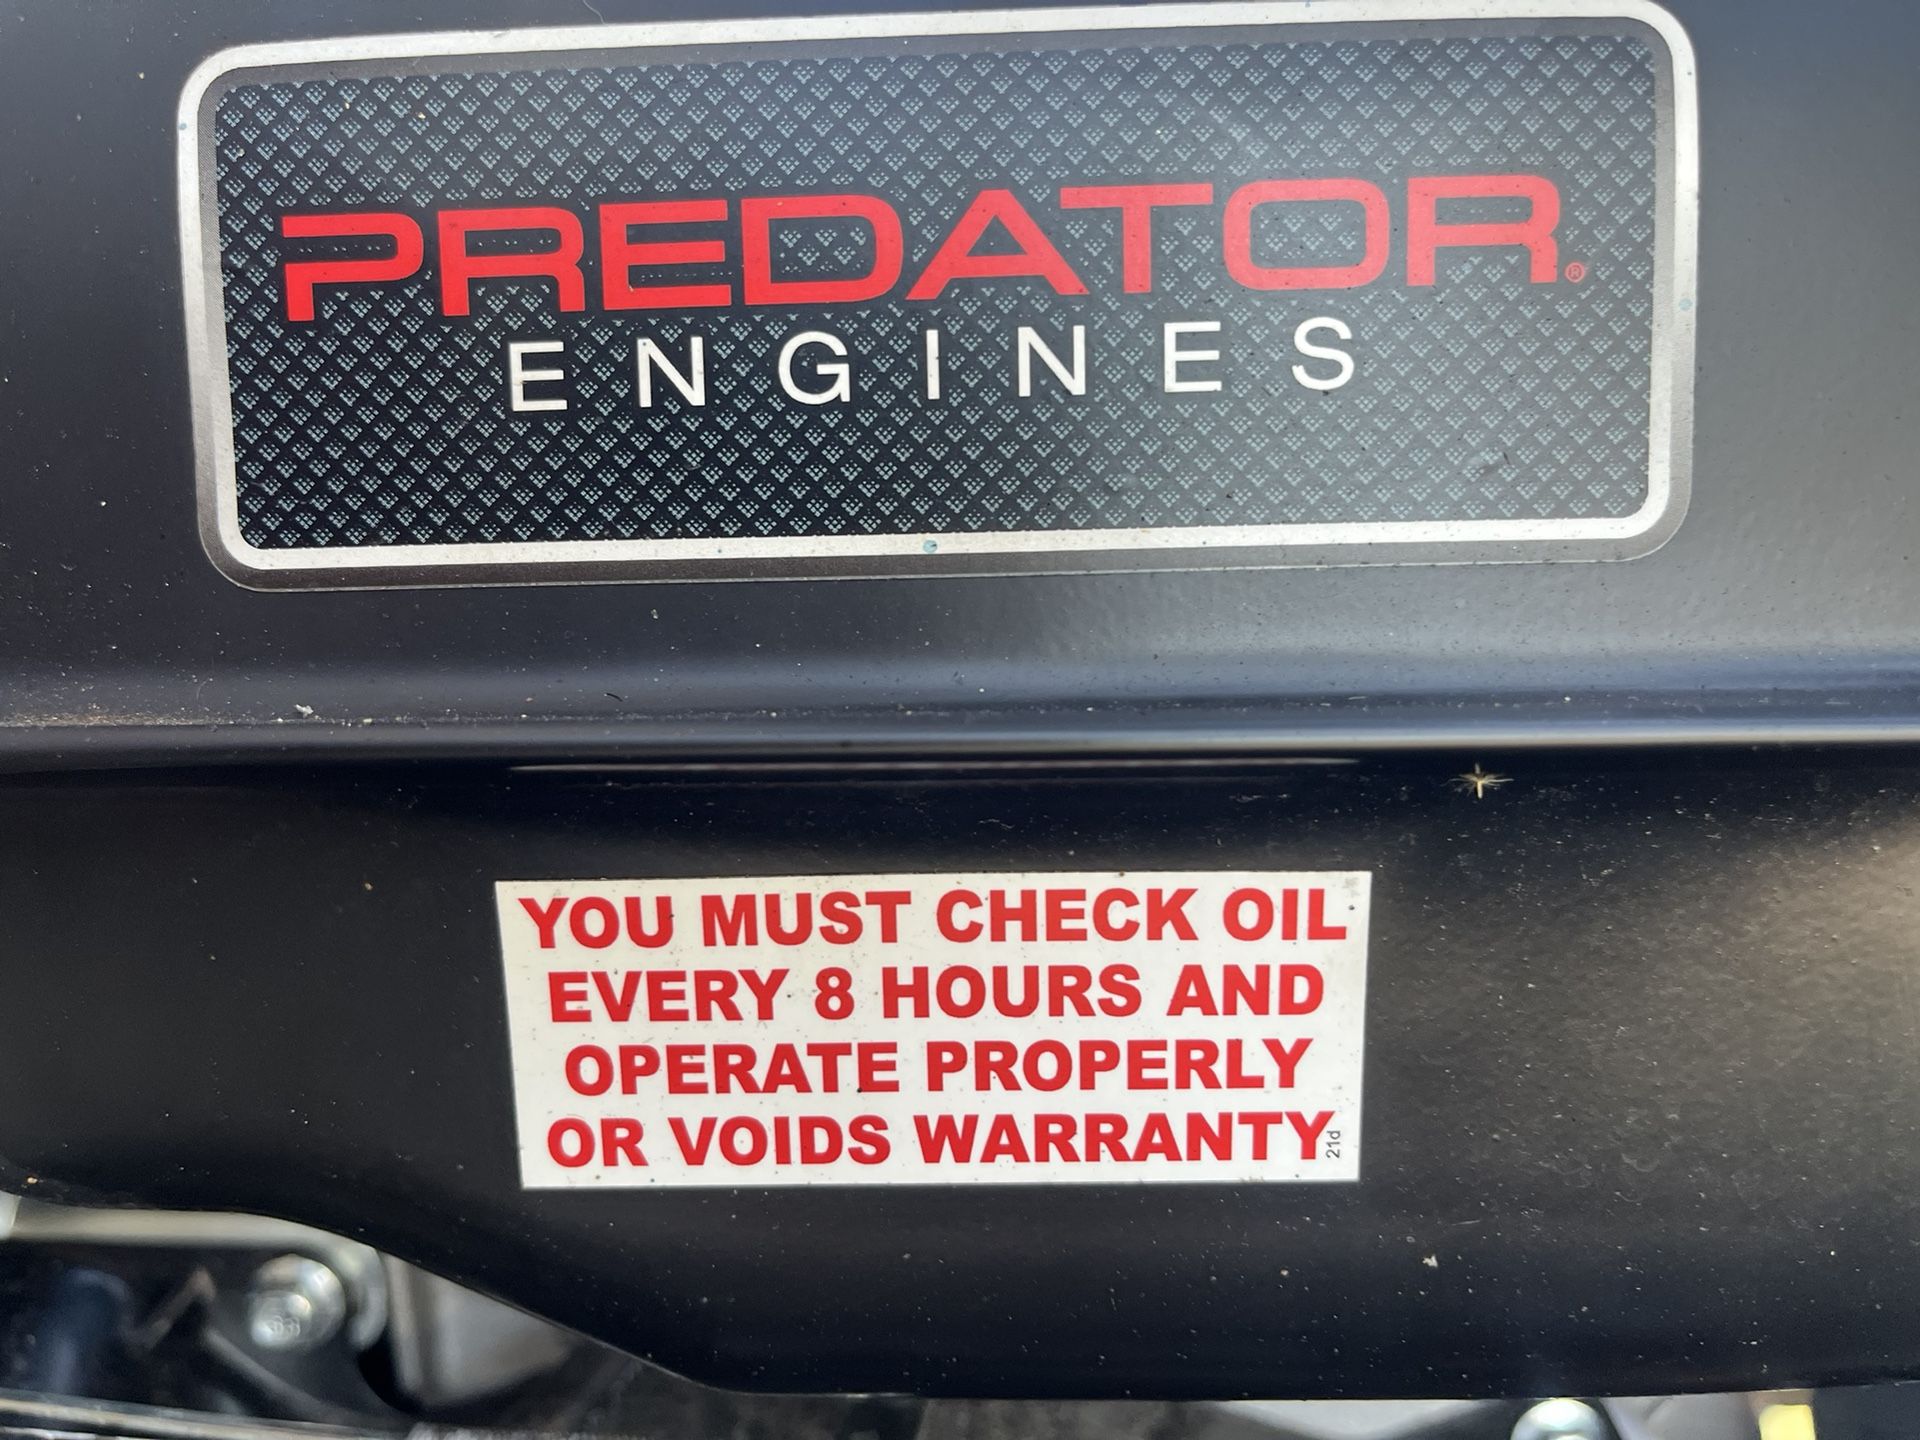 PREDATOR®
ENGINES
YOU MUST CHECK OIL
EVERY 8 HOURS AND
OPERATE PROPERLY
OR VOIDS WARRANTY
21d